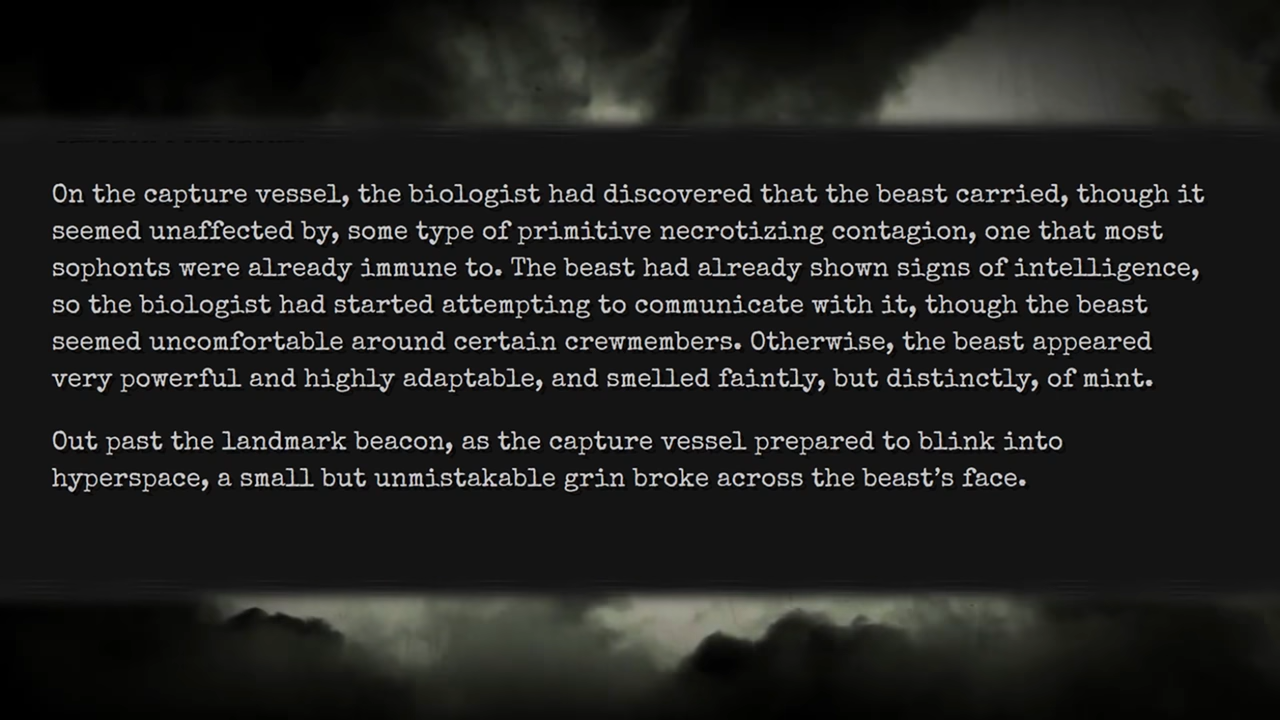 On the capture vessel, the biologist had discovered that the beast carried, though it
seemed unaffected by, some type of primitive necrotizing contagion, one that most
sophonts were already immune to. The beast had already shown signs of intelligence,
so the biologist had started attempting to communicate with it, though the beast
seemed uncomfortable around certain crewmembers. Otherwise, the beast appeared
very powerful and highly adaptable, and smelled faintly, but distinctly, of mint.
Out past the landmark beacon, as the capture vessel prepared to blink into
hyperspace, a small but unmistakable grin broke across the beast’s face.